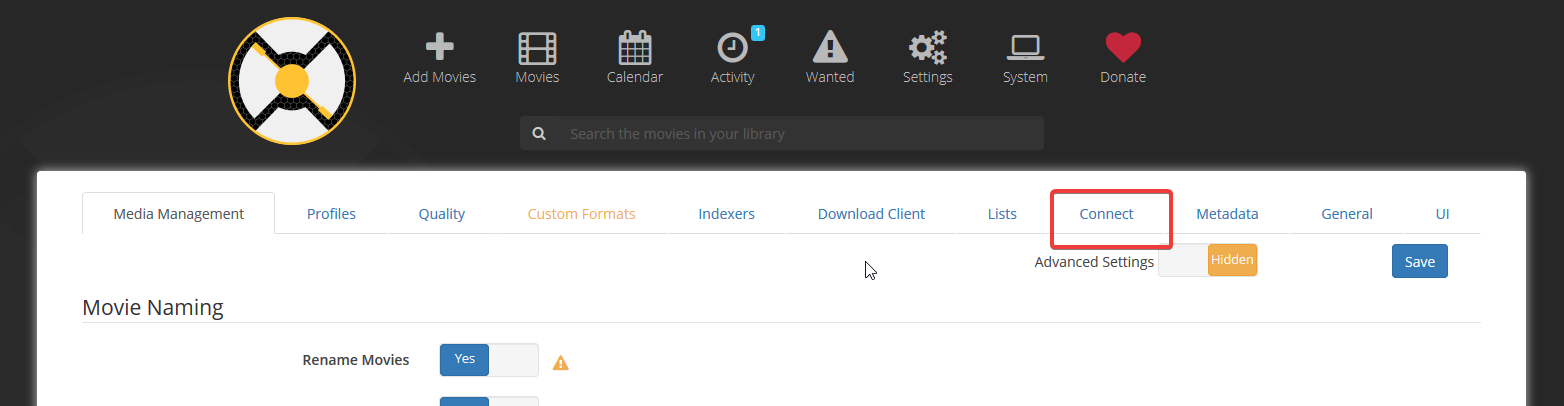 1
Add Movies Movies Calendar Activity Wanted Settings System Donate
Search the movies in your library
Media Management Profiles Quality Custom Formats Indexers Download Client Lists Connect Metadata General UI
Advanced Settings Hidden Save
Movie Naming
Rename Movies Yes